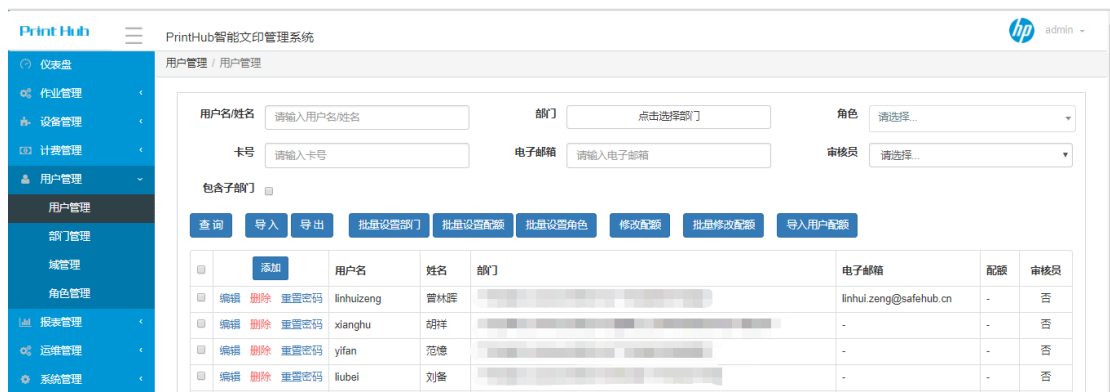 Print Hub
PrintHub智能文印管理系统
hp
admin
仪表盘
作业管理
设备管理
计费管理
用户管理
用户管理
部门管理
域管理
角色管理
报表管理
运维管理
系统管理
用户管理 / 用户管理
用户名/姓名 请输入用户名/姓名 部门 点击选择部门 角色 请选择...
卡号 请输入卡号 电子邮箱 请输入电子邮箱 审核员 请选择...
包含子部门
查询 导入 导出 批量设置部门 批量设置配额 批量设置角色 修改配额 批量修改配额 导入用户配额
添加 用户名 姓名 部门 电子邮箱 配额 审核员
编辑 删除 重置密码 linhuizeng 曾林晖 linhui.zeng@safehub.cn - 否
编辑 删除 重置密码 xianghu 胡祥 - - 否
编辑 删除 重置密码 yifan 范憶 - - 否
编辑 删除 重置密码 liubei 刘备 - - 否